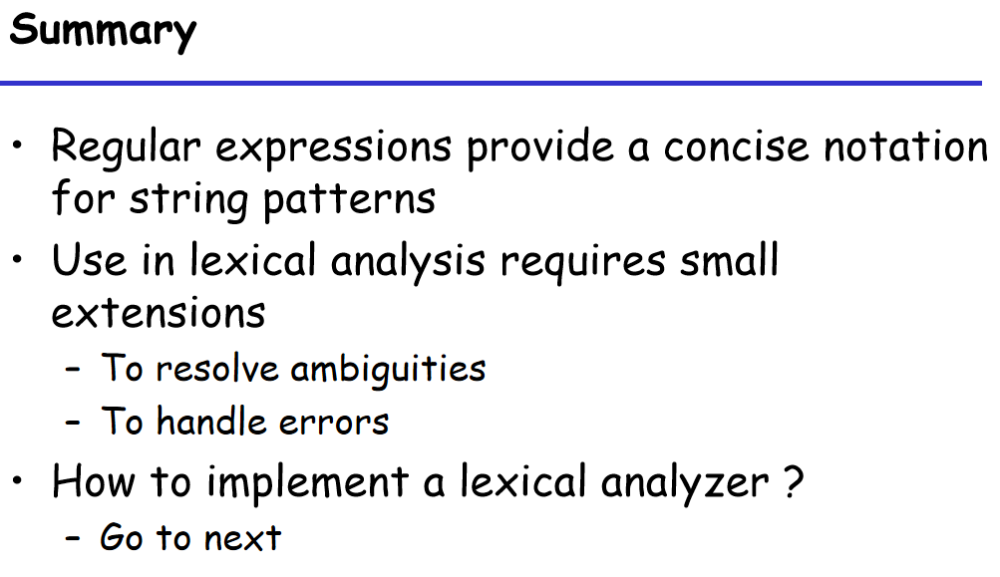 Summary
• Regular expressions provide a concise notation
for string patterns
• Use in lexical analysis requires small
extensions
– To resolve ambiguities
– To handle errors
• How to implement a lexical analyzer ?
– Go to next